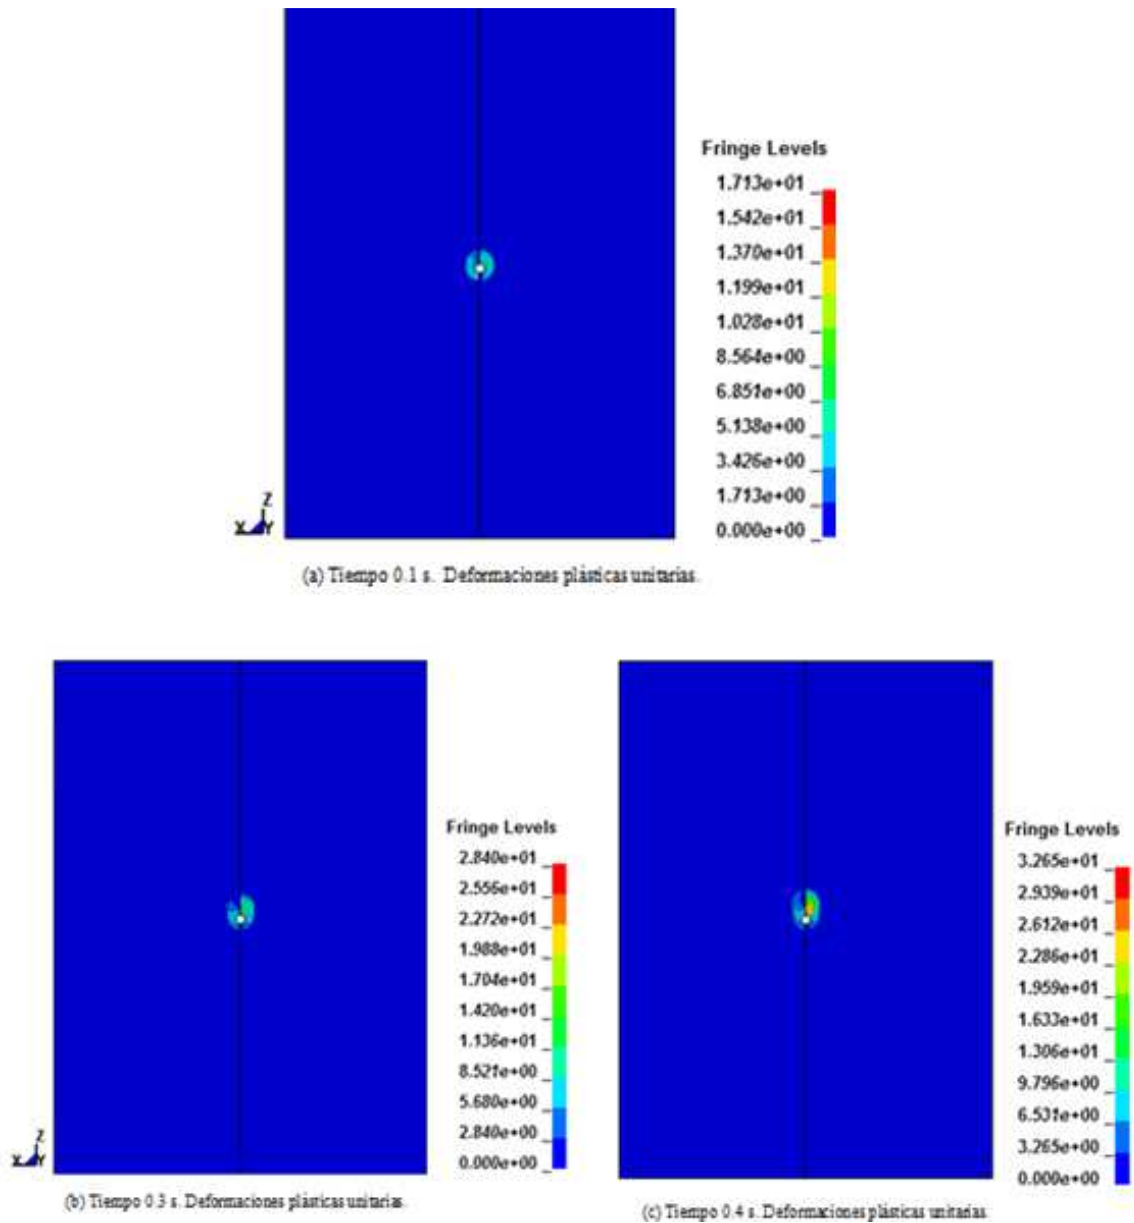 Fringe Levels
1.713e+01
1.542e+01
1.370e+01
1.199e+01
1.028e+01
8.564e+00
6.851e+00
5.138e+00
3.426e+00
1.713e+00
0.000e+00
Z
X Y
(a) Tiempo 0.1 s. Deformaciones plásticas unitarias.
Fringe Levels
2.840e+01
2.556e+01
2.272e+01
1.988e+01
1.704e+01
1.420e+01
1.136e+01
8.521e+00
5.680e+00
2.840e+00
0.000e+00
Z
X Y
(b) Tiempo 0.3 s. Deformaciones plásticas unitarias.
Fringe Levels
3.265e+01
2.939e+01
2.612e+01
2.286e+01
1.959e+01
1.633e+01
1.306e+01
9.796e+00
6.531e+00
3.265e+00
0.000e+00
(c) Tiempo 0.4 s. Deformaciones plásticas unitarias.